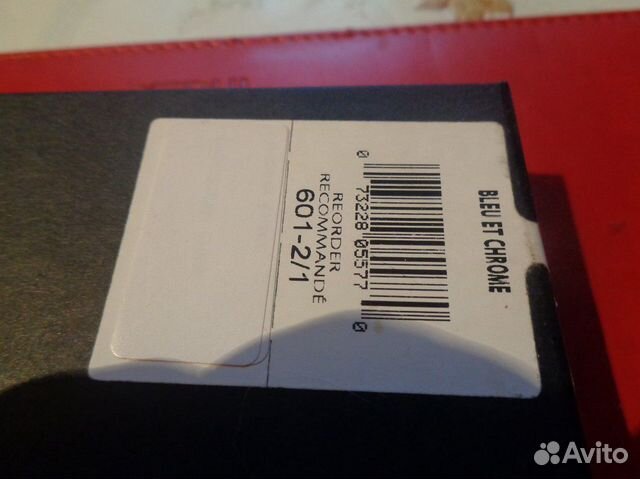 BLEU ET CHROME
0 73228 05577 0
REORDER
RECOMMANDÉ
601-2/1
Avito